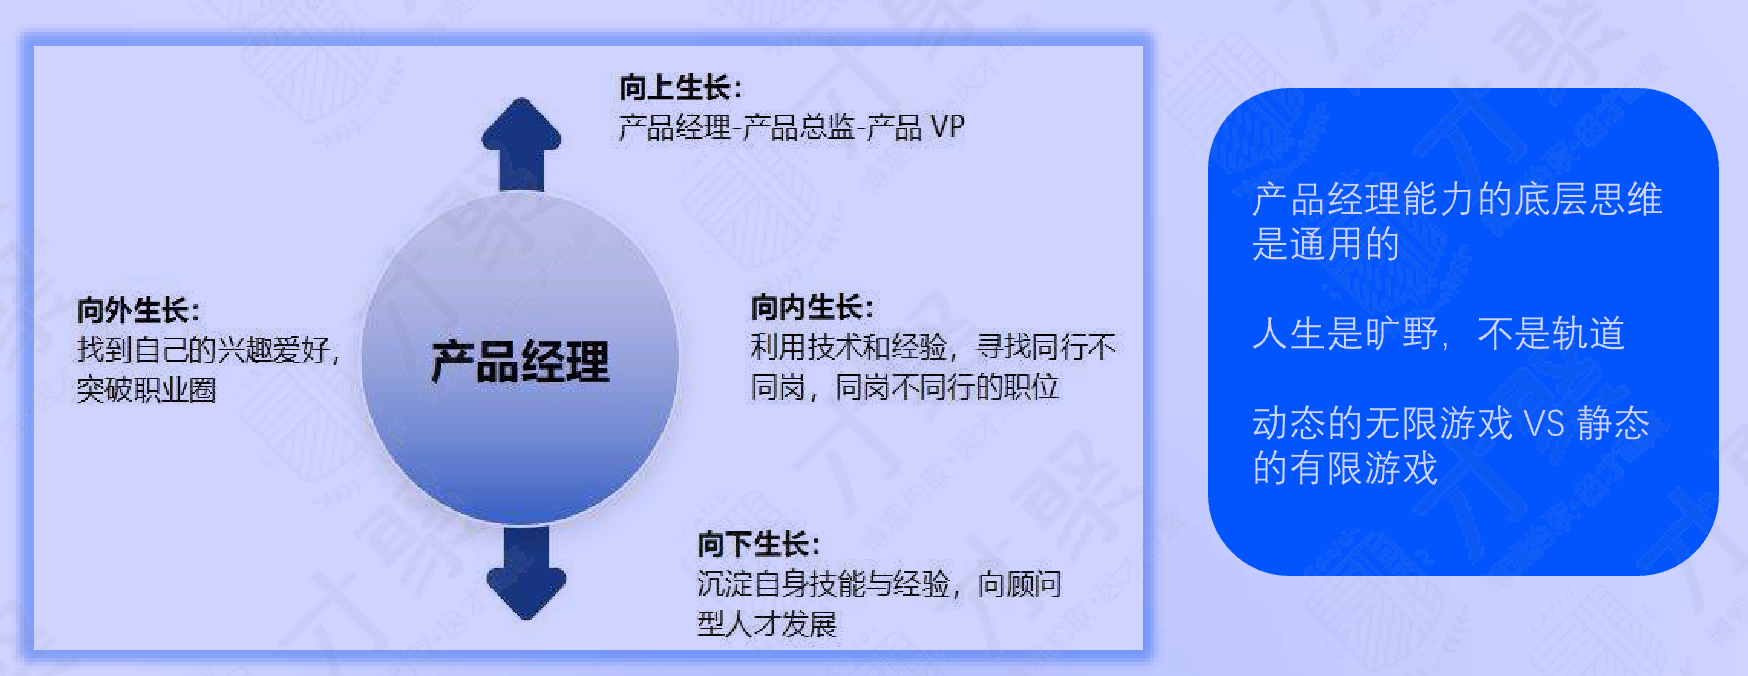 向上生长：
产品经理-产品总监-产品 VP
向外生长：
找到自己的兴趣爱好，
突破职业圈
产品经理
向内生长：
利用技术和经验，寻找同行不
同岗，同岗不同行的职位
向下生长：
沉淀自身技能与经验，向顾问
型人才发展
产品经理能力的底层思维
是通用的
人生是旷野，不是轨道
动态的无限游戏 VS 静态
的有限游戏